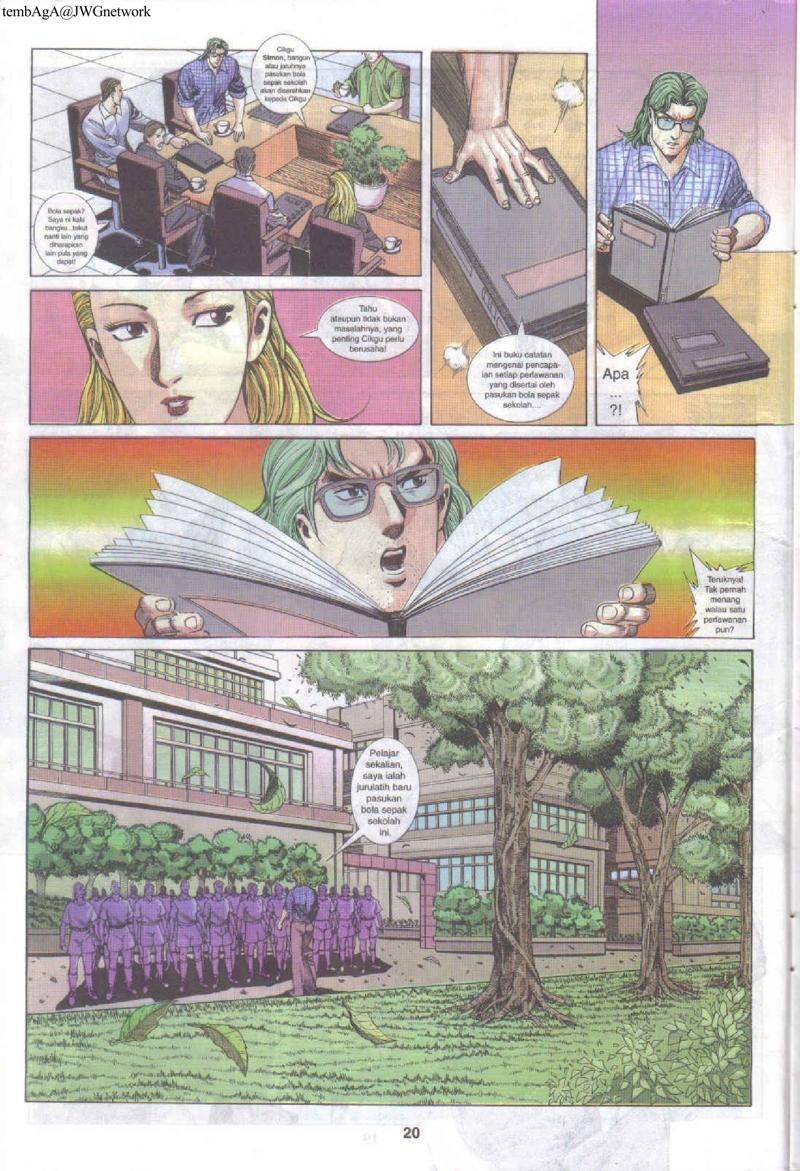 tembAgA@JWGnetwork
Cikgu
Simon, bangun
atau jatuhnya
pasukan bola
sepak sekolah
akan diserahkan
kepada Cikgu
Bola sepak?
Saya ni kaki
bangku...takut
nanti lain yang
diharapkan
lain pula yang
dapat!
Tahu
ataupun tidak bukan
masalahnya, yang
penting Cikgu perlu
berusaha!
Ini buku catatan
mengenai pencapa-
ian setiap perlawanan
yang disertai oleh
pasukan bola sepak
sekolah....
Apa
...
?!
Teruknya!
Tak pernah
menang
walau satu
perlawanan
pun?
Pelajar
sekalian,
saya ialah
jurulatih baru
pasukan
bola sepak
sekolah
ini.
20